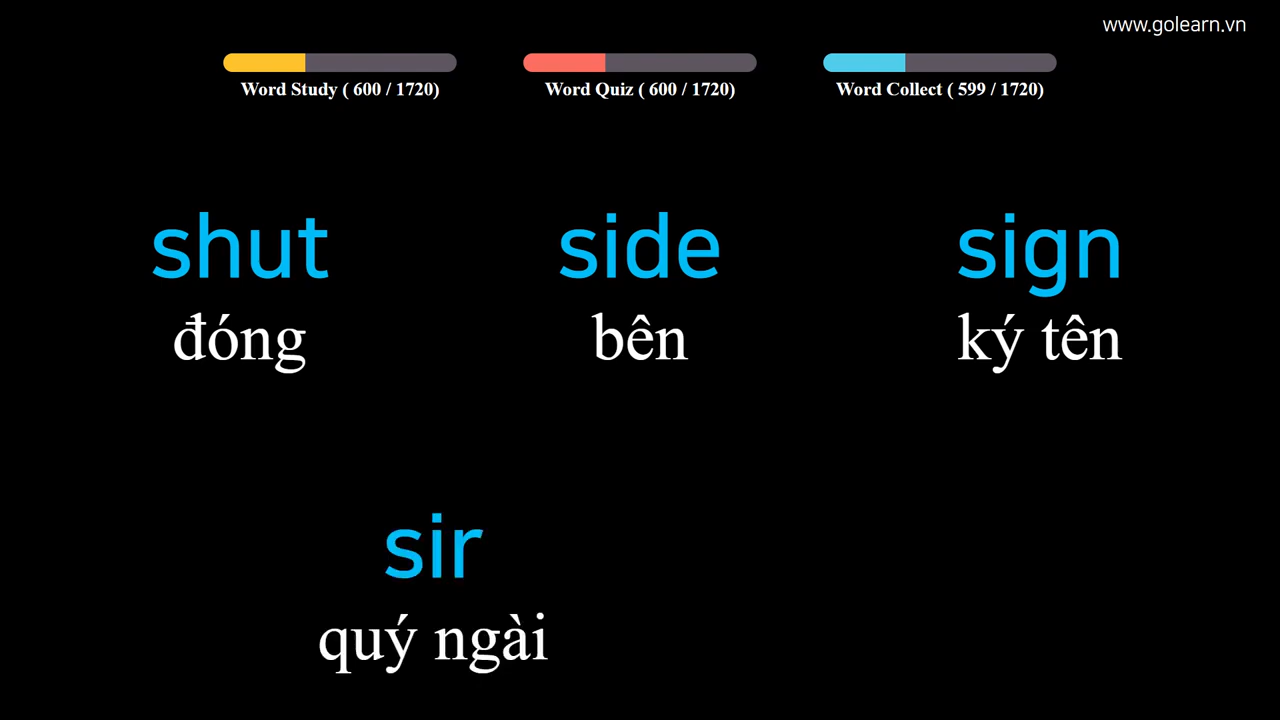 www.golearn.vn
Word Study ( 600 / 1720)
Word Quiz ( 600 / 1720)
Word Collect ( 599 / 1720)
shut
đóng
side
bên
sign
ký tên
sir
quý ngài